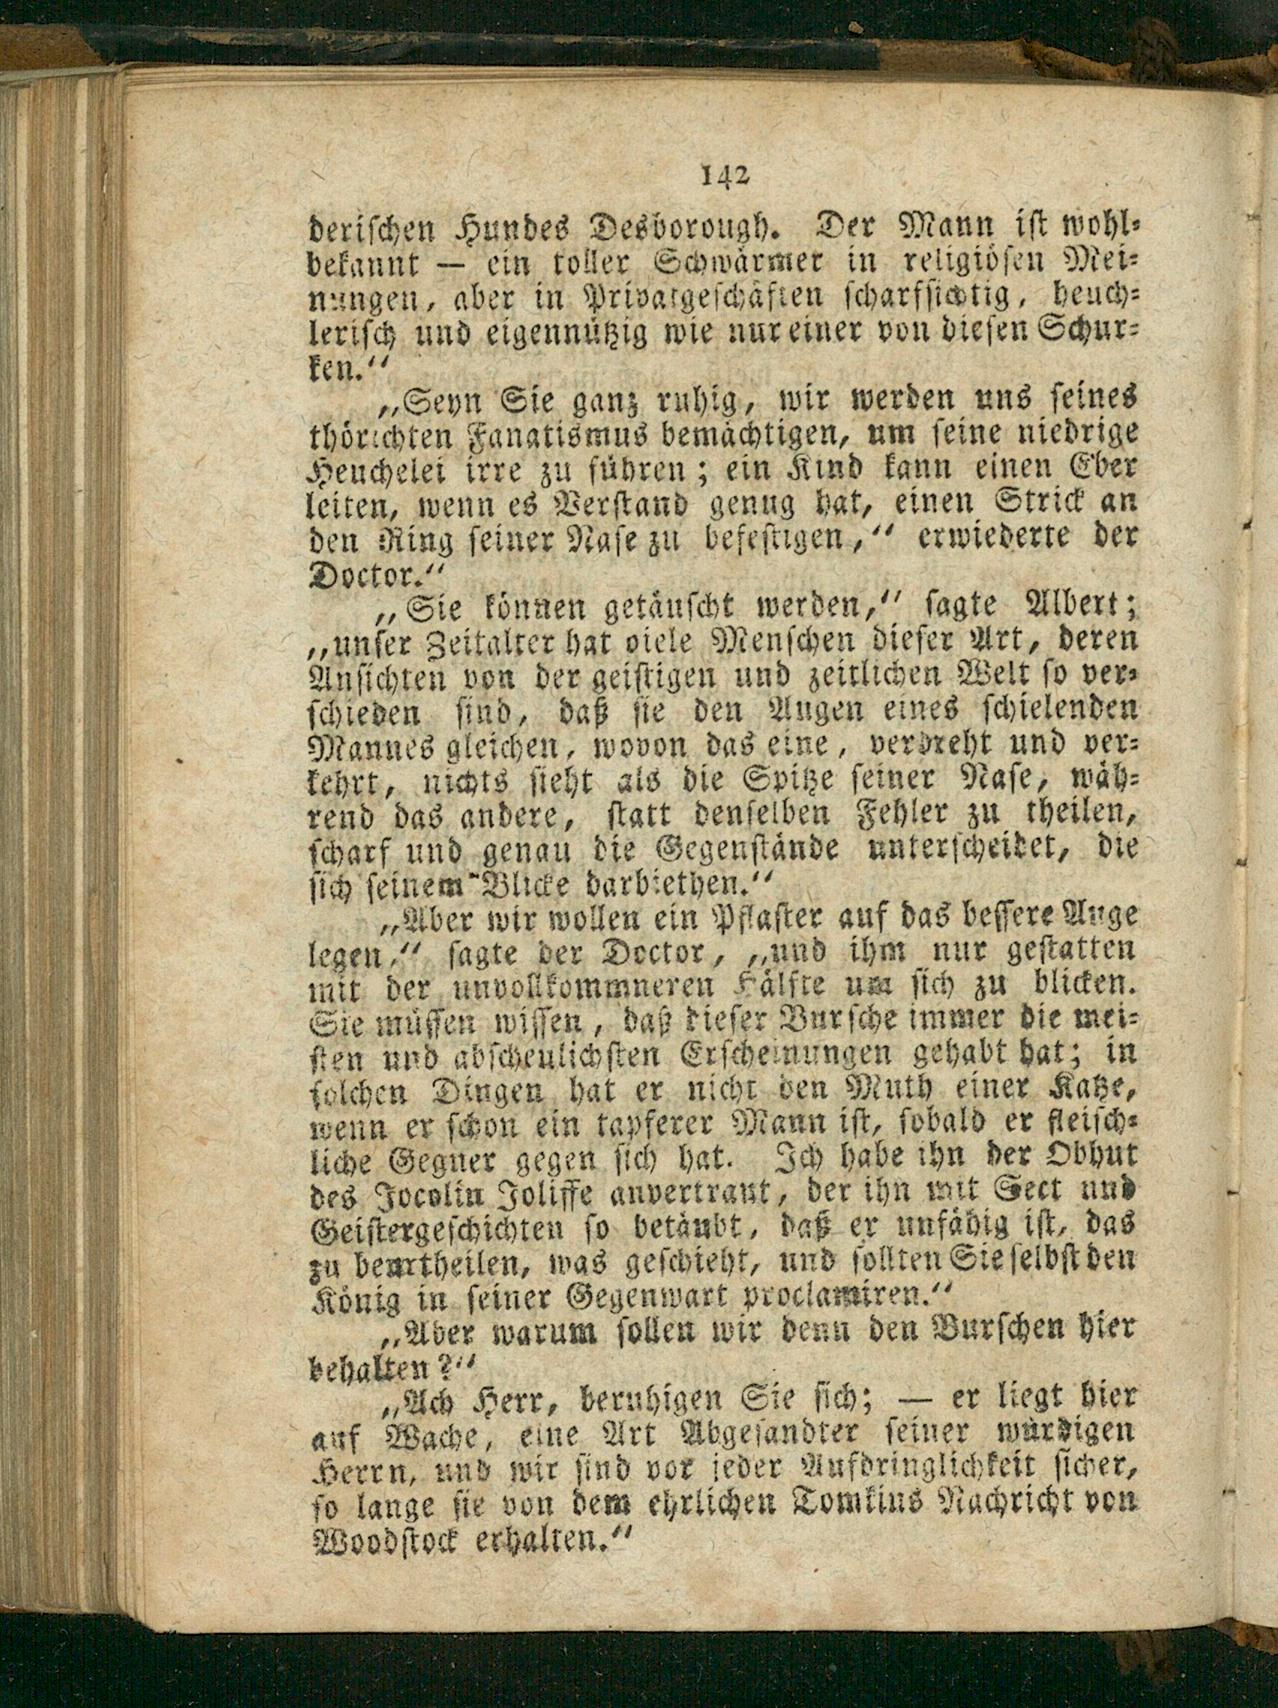 142
derischen Hundes Desborough. Der Mann ist wohl-
bekannt — ein toller Schwärmer in religiösen Mei-
nungen, aber in Privatgeschäften scharfsichtig, heuch-
lerisch und eigennützig wie nur einer von diesen Schur-
ken.“
„Seyn Sie ganz ruhig, wir werden uns seines
thörichten Fanatismus bemächtigen, um seine niedrige
Heuchelei irre zu führen; ein Kind kann einen Eber
leiten, wenn es Verstand genug hat, einen Strick an
den Ring seiner Nase zu befestigen,“ erwiederte der
Doctor.“
„Sie können getäuscht werden,“ sagte Albert;
„unser Zeitalter hat viele Menschen dieser Art, deren
Ansichten von der geistigen und zeitlichen Welt so ver-
schieden sind, daß sie den Augen eines schielenden
Mannes gleichen, wovon das eine, verdreht und ver-
kehrt, nichts sieht als die Spitze seiner Nase, wäh-
rend das andere, statt denselben Fehler zu theilen,
scharf und genau die Gegenstände unterscheidet, die
sich seinem Blicke darbiethen.“
„Aber wir wollen ein Pflaster auf das bessere Auge
legen,“ sagte der Doctor, „und ihm nur gestatten
mit der unvollkommneren Hälfte um sich zu blicken.
Sie müssen wissen, daß dieser Bursche immer die mei-
sten und abscheulichsten Erscheinungen gehabt hat; in
solchen Dingen hat er nicht den Muth einer Katze,
wenn er schon ein tapferer Mann ist, sobald er fleisch-
liche Gegner gegen sich hat. Ich habe ihn der Obhut
des Jocolin Joliffe anvertraut, der ihn mit Sect und
Geistergeschichten so betäubt, daß er unfähig ist, das
zu beurtheilen, was geschieht, und sollten Sie selbst den
König in seiner Gegenwart proclamiren.“
„Aber warum sollen wir denn den Burschen hier
behalten?“
„Ach Herr, beruhigen Sie sich; — er liegt hier
auf Wache, eine Art Abgesandter seiner würdigen
Herrn, und wir sind vor jeder Aufdringlichkeit sicher,
so lange sie von dem ehrlichen Tomkins Nachricht von
Woodstock erhalten.“